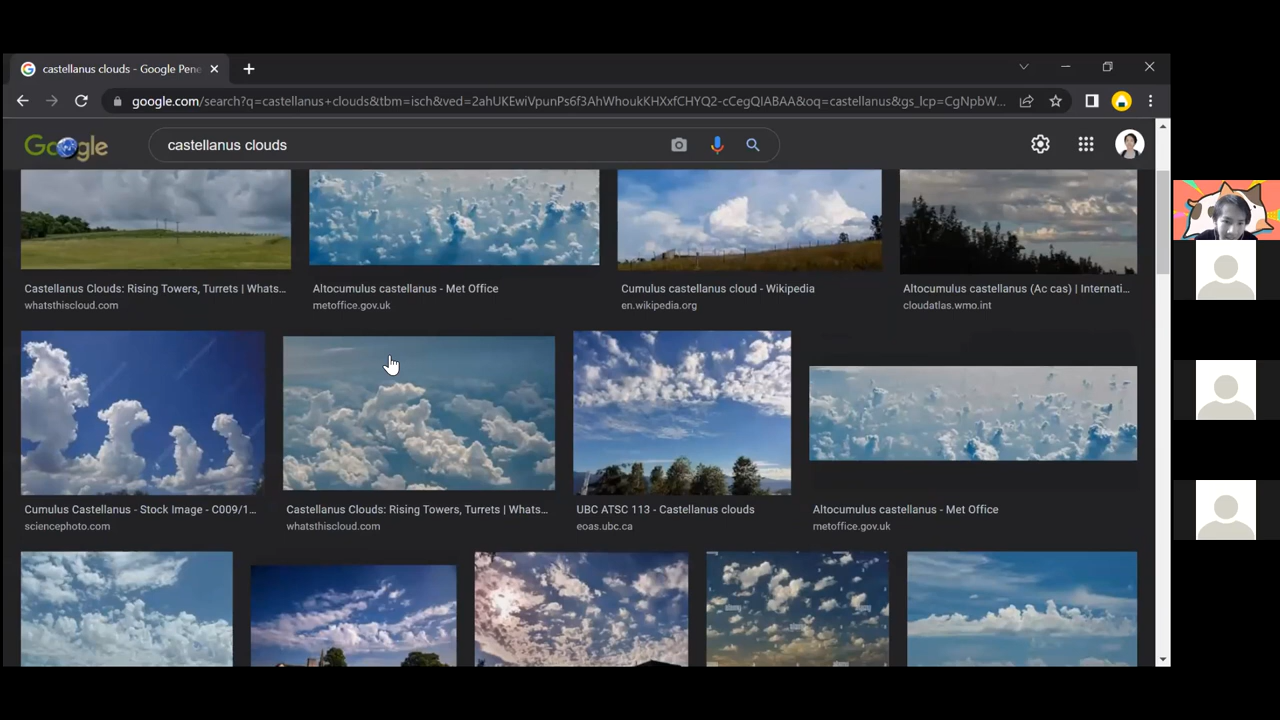 castellanus clouds - Google Pene
google.com/search?q=castellanus+clouds&tbm=isch&ved=2ahUKEwiVpunPs6f3AhWhoukKHXxfCHYQ2-cCegQIABAA&oq=castellanus&gs_lcp=CgNpbW...
Google
castellanus clouds
Castellanus Clouds: Rising Towers, Turrets | Whats...
whatsthiscloud.com
Altocumulus castellanus - Met Office
metoffice.gov.uk
Cumulus castellanus cloud - Wikipedia
en.wikipedia.org
Altocumulus castellanus (Ac cas) | Internati...
cloudatlas.wmo.int
Cumulus Castellanus - Stock Image - C009/1...
sciencephoto.com
Castellanus Clouds: Rising Towers, Turrets | Whats...
whatsthiscloud.com
UBC ATSC 113 - Castellanus clouds
eoas.ubc.ca
Altocumulus castellanus - Met Office
metoffice.gov.uk